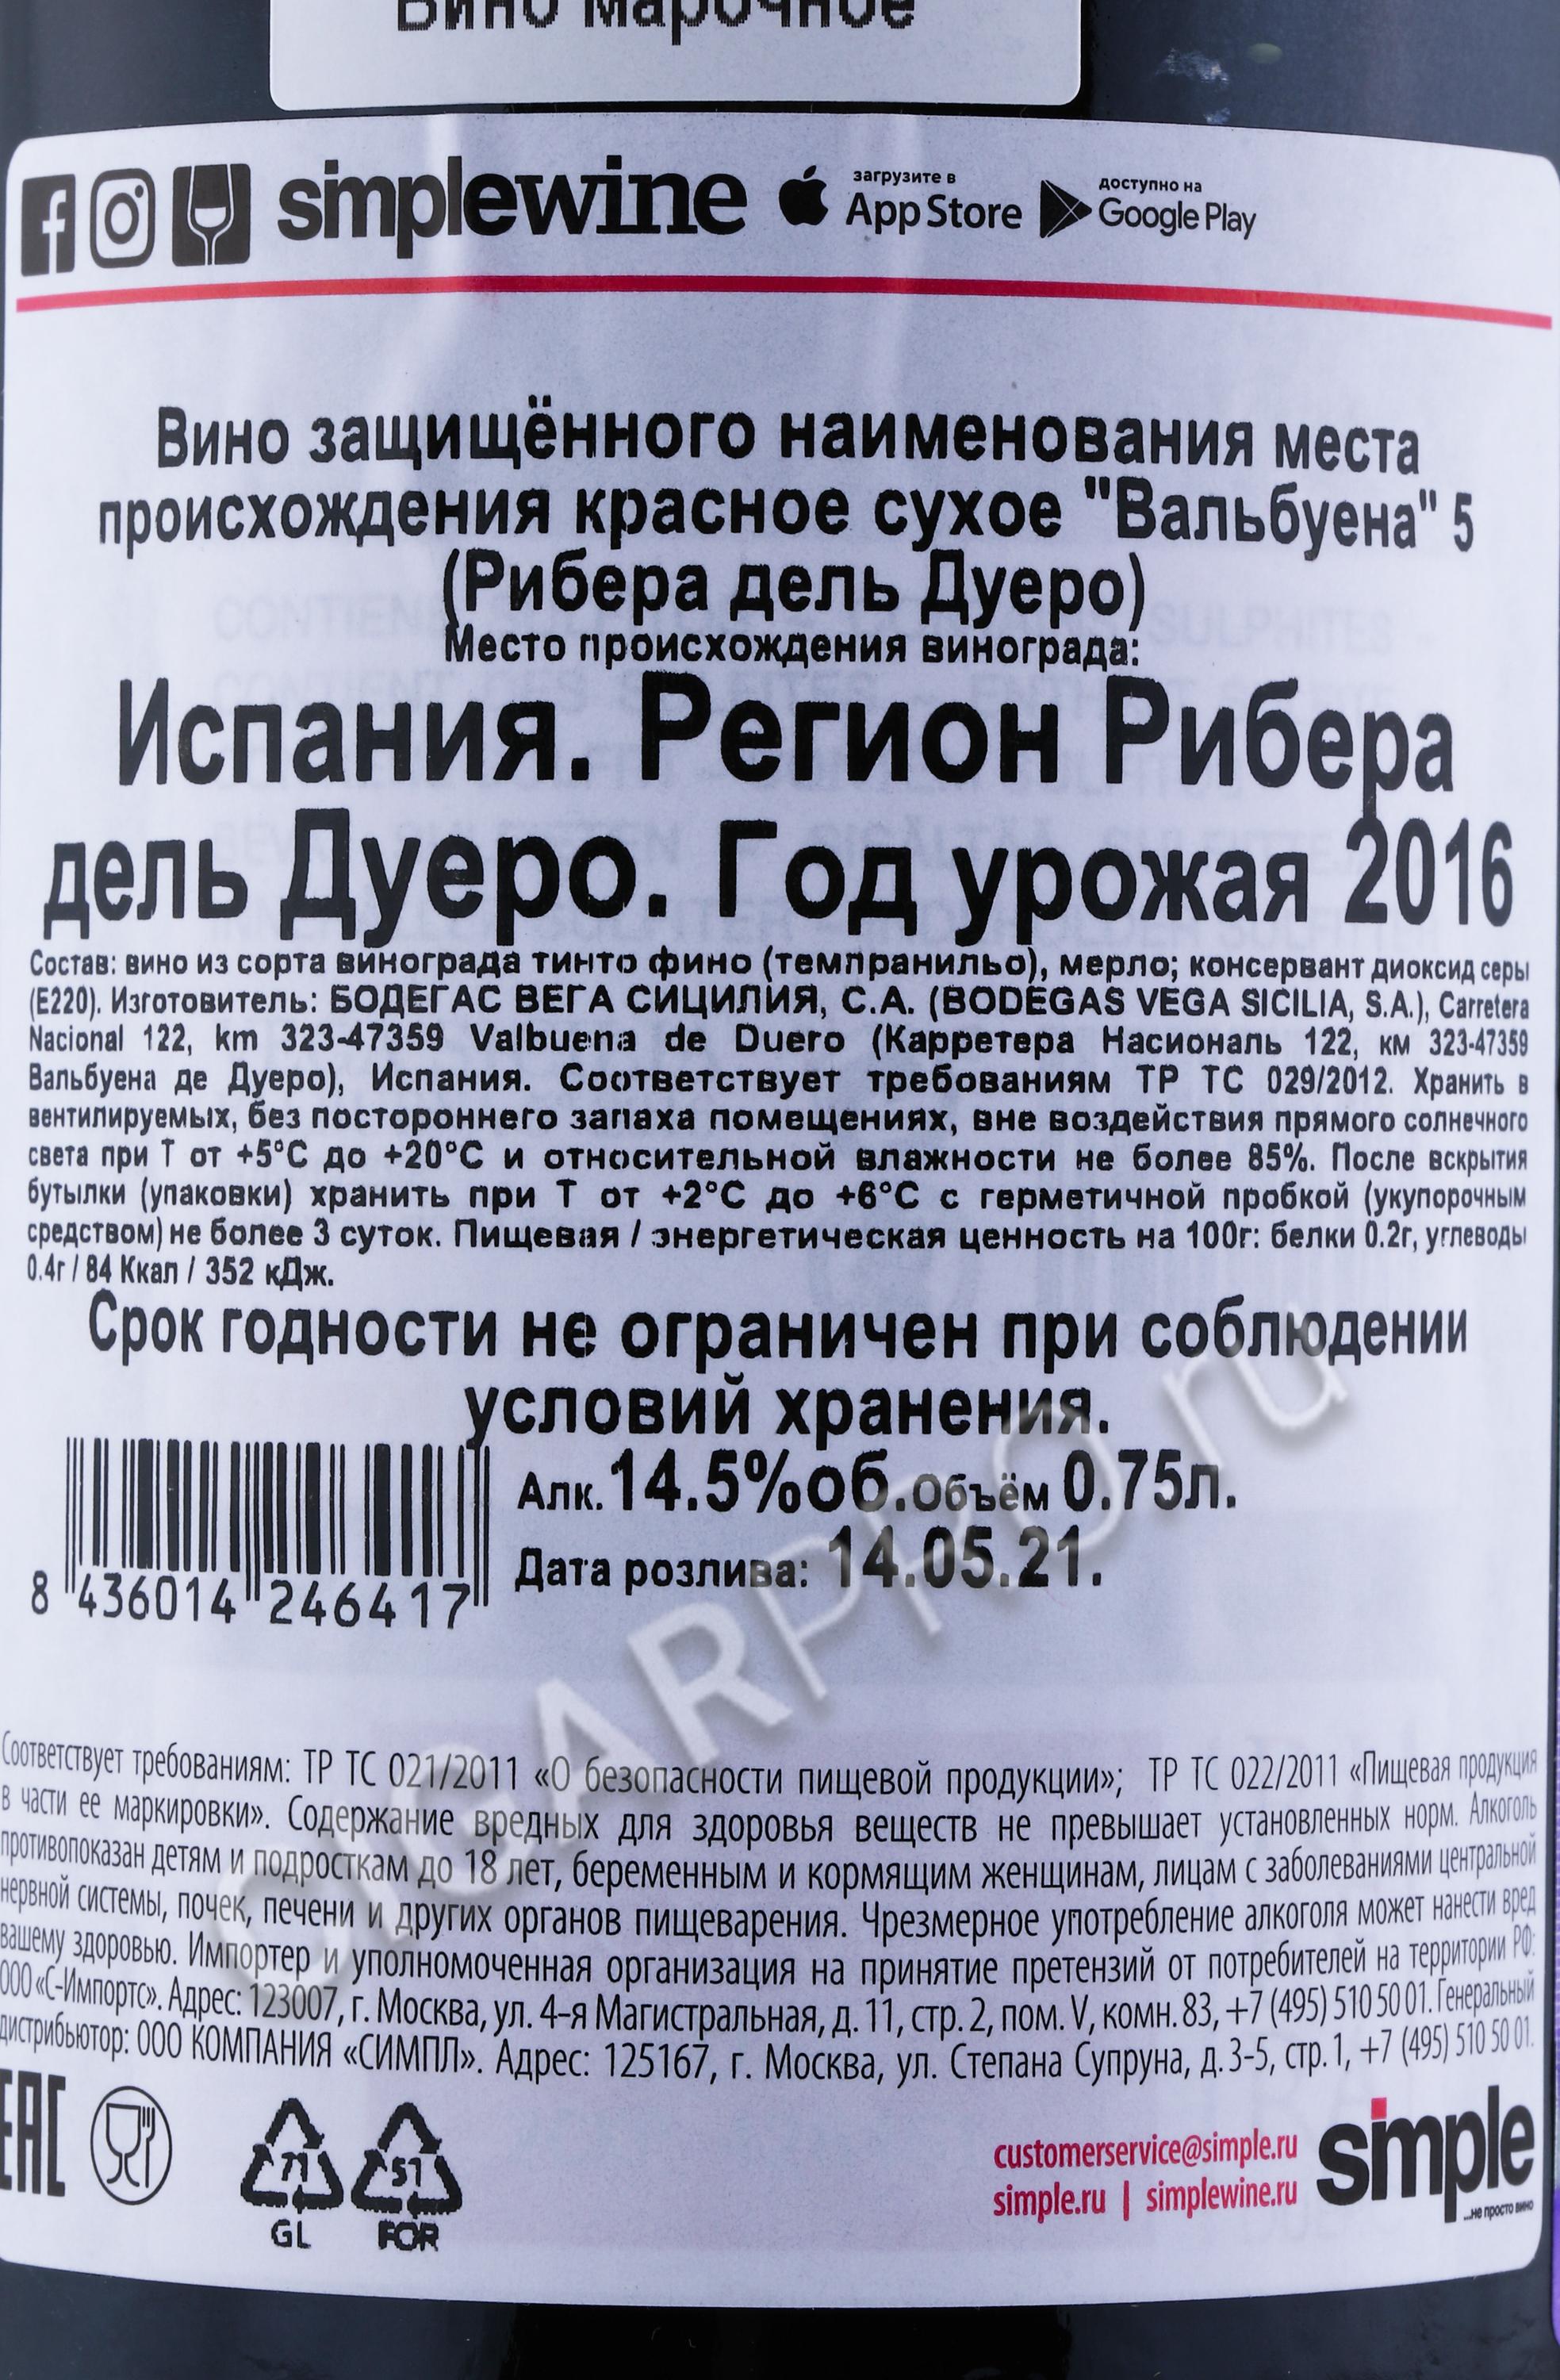 Вино марочное
simplewine загрузите в App Store доступно на Google Play
Вино защищённого наименования места
происхождения красное сухое "Вальбуена" 5
(Рибера дель Дуеро)
Место происхождения винограда:
Испания. Регион Рибера
дель Дуеро. Год урожая 2016
Состав: вино из сорта винограда тинто фино (темпранильо), мерло; консервант диоксид серы
(Е220). Изготовитель: БОДЕГАС ВЕГА СИЦИЛИЯ, С.А. (BODEGAS VEGA SICILIA, S.A.), Carretera
Nacional 122, km 323-47359 Valbuena de Duero (Карретера Насиональ 122, км 323-47359
Вальбуена де Дуеро), Испания. Соответствует требованиям ТР ТС 029/2012. Хранить в
вентилируемых, без постороннего запаха помещениях, вне воздействия прямого солнечного
света при Т от +5°С до +20°С и относительной влажности не более 85%. После вскрытия
бутылки (упаковки) хранить при Т от +2°С до +6°С с герметичной пробкой (укупорочным
средством) не более 3 суток. Пищевая / энергетическая ценность на 100г: белки 0.2г, углеводы
0.4г / 84 Ккал / 352 кДж.
Срок годности не ограничен при соблюдении
условий хранения.
Алк. 14.5%об. Объём 0.75л.
Дата розлива: 14.05.21.
8 436014 246417
CIGARPRO.ru
Соответствует требованиям: ТР ТС 021/2011 «О безопасности пищевой продукции»; ТР ТС 022/2011 «Пищевая продукция
в части ее маркировки». Содержание вредных для здоровья веществ не превышает установленных норм. Алкоголь
противопоказан детям и подросткам до 18 лет, беременным и кормящим женщинам, лицам с заболеваниями центральной
нервной системы, почек, печени и других органов пищеварения. Чрезмерное употребление алкоголя может нанести вред
вашему здоровью. Импортер и уполномоченная организация на принятие претензий от потребителей на территории РФ:
ООО «С-Импортс». Адрес: 123007, г. Москва, ул. 4-я Магистральная, д. 11, стр. 2, пом. V, комн. 83, +7 (495) 510 50 01. Генеральный
дистрибьютор: ООО КОМПАНИЯ «СИМПЛ». Адрес: 125167, г. Москва, ул. Степана Супруна, д. 3-5, стр. 1, +7 (495) 510 50 01.
EAC
71 51
GL FOR
customerservice@simple.ru
simple.ru | simplewine.ru
simple
...не просто вино